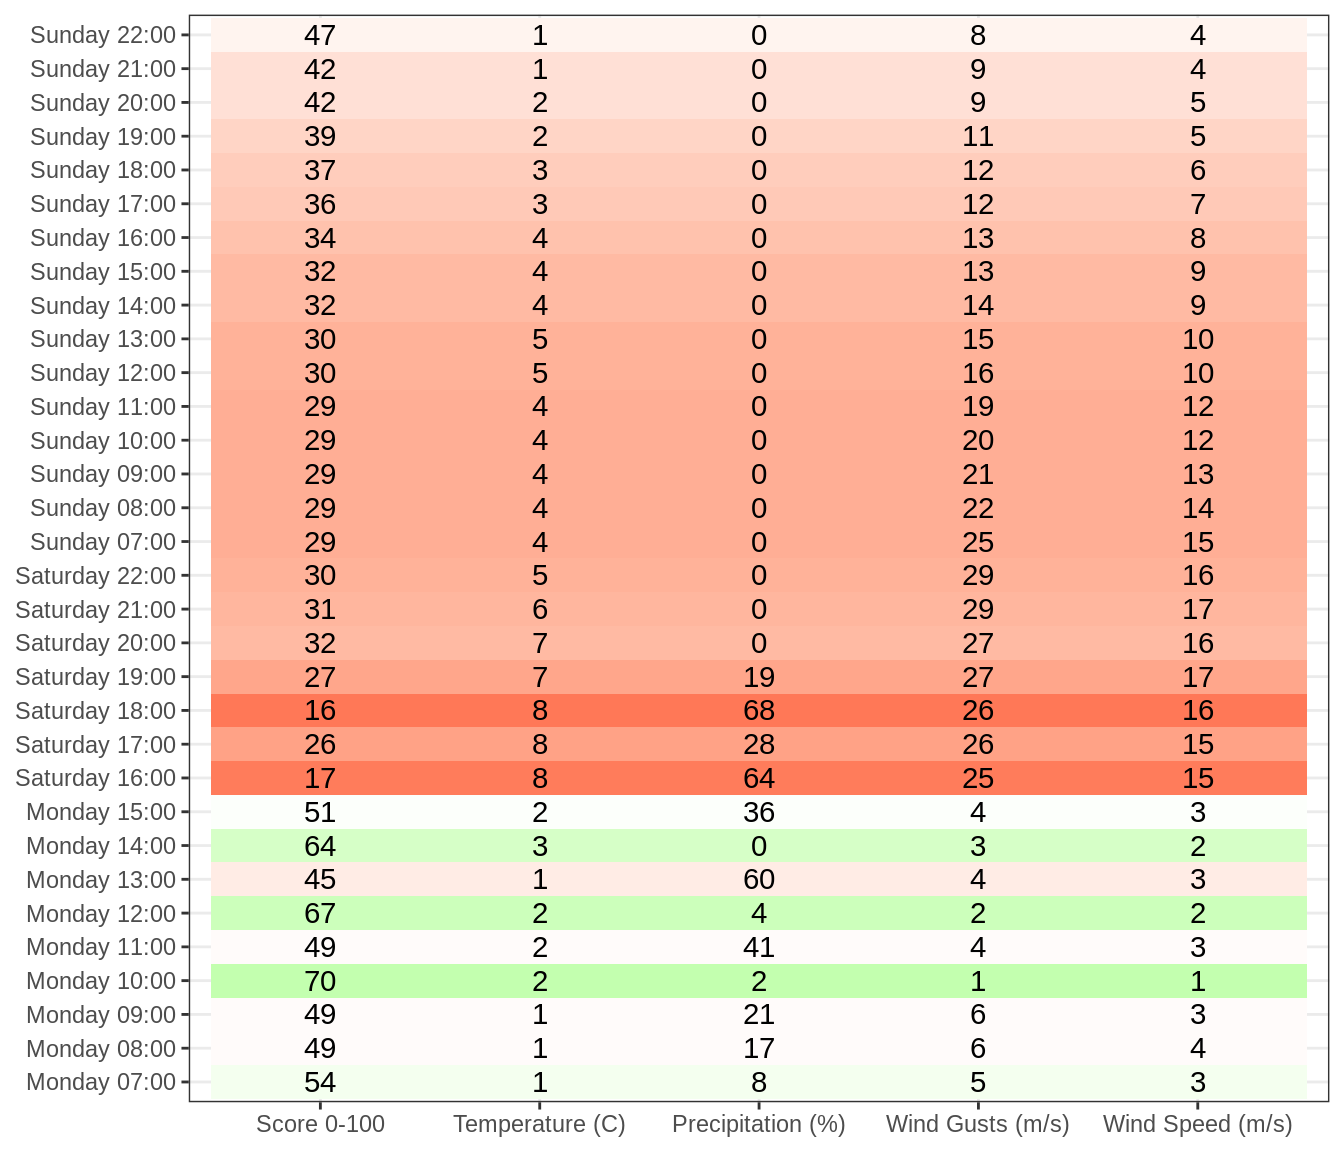 Sunday 22:00 47 1 0 8 4
Sunday 21:00 42 1 0 9 4
Sunday 20:00 42 2 0 9 5
Sunday 19:00 39 2 0 11 5
Sunday 18:00 37 3 0 12 6
Sunday 17:00 36 3 0 12 7
Sunday 16:00 34 4 0 13 8
Sunday 15:00 32 4 0 13 9
Sunday 14:00 32 4 0 14 9
Sunday 13:00 30 5 0 15 10
Sunday 12:00 30 5 0 16 10
Sunday 11:00 29 4 0 19 12
Sunday 10:00 29 4 0 20 12
Sunday 09:00 29 4 0 21 13
Sunday 08:00 29 4 0 22 14
Sunday 07:00 29 4 0 25 15
Saturday 22:00 30 5 0 29 16
Saturday 21:00 31 6 0 29 17
Saturday 20:00 32 7 0 27 16
Saturday 19:00 27 7 19 27 17
Saturday 18:00 16 8 68 26 16
Saturday 17:00 26 8 28 26 15
Saturday 16:00 17 8 64 25 15
Monday 15:00 51 2 36 4 3
Monday 14:00 64 3 0 3 2
Monday 13:00 45 1 60 4 3
Monday 12:00 67 2 4 2 2
Monday 11:00 49 2 41 4 3
Monday 10:00 70 2 2 1 1
Monday 09:00 49 1 21 6 3
Monday 08:00 49 1 17 6 4
Monday 07:00 54 1 8 5 3
Score 0-100 Temperature (C) Precipitation (%) Wind Gusts (m/s) Wind Speed (m/s)